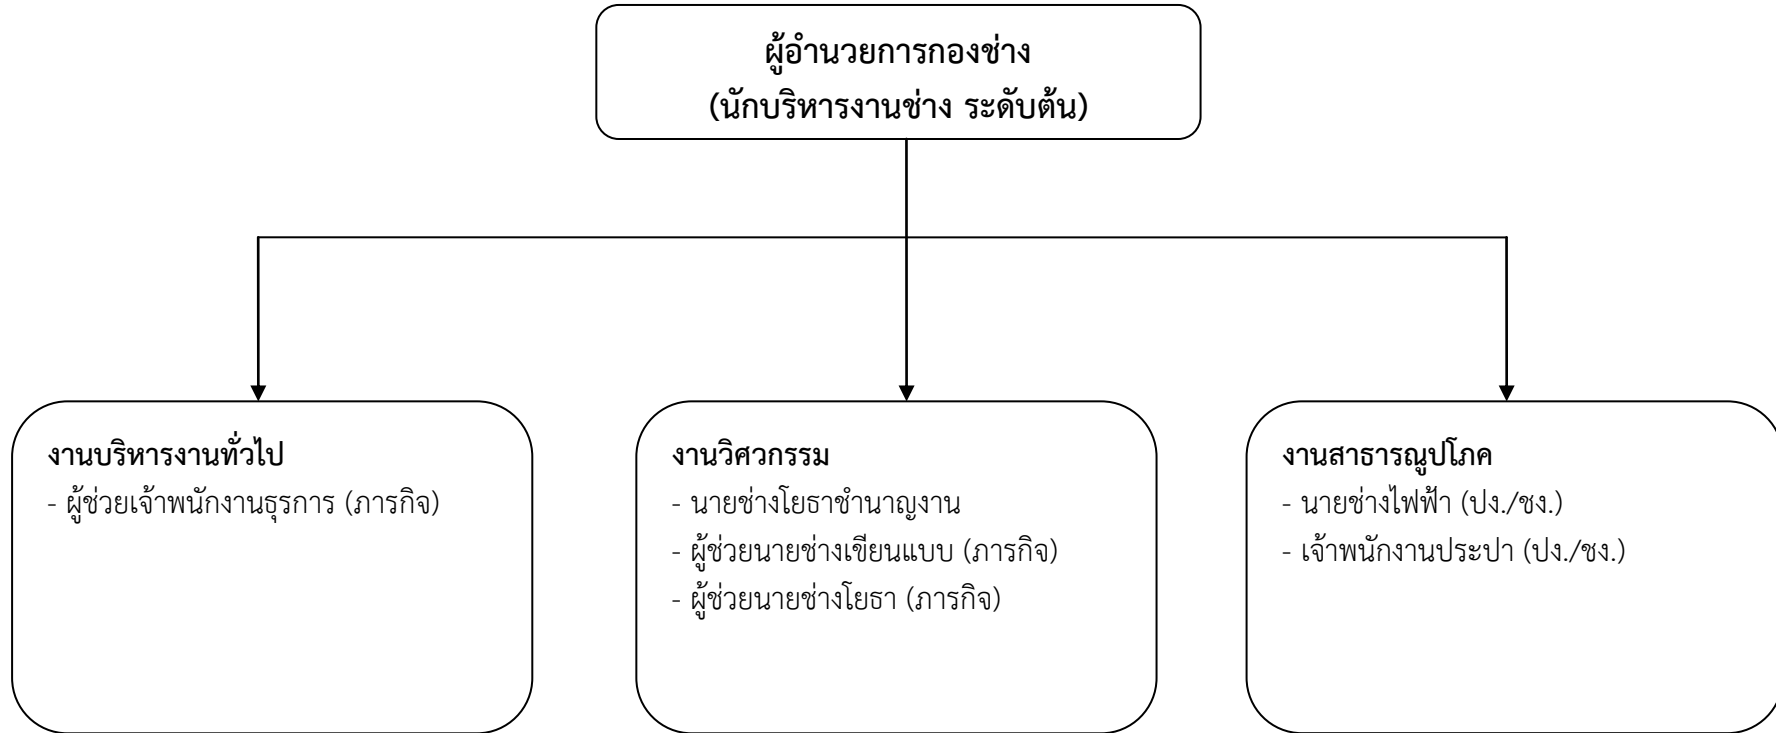 ผู้อำนวยการกองช่าง
(นักบริหารงานช่าง ระดับต้น)
งานบริหารงานทั่วไป
- ผู้ช่วยเจ้าพนักงานธุรการ (ภารกิจ)
งานวิศวกรรม
- นายช่างโยธาชำนาญงาน
- ผู้ช่วยนายช่างเขียนแบบ (ภารกิจ)
- ผู้ช่วยนายช่างโยธา (ภารกิจ)
งานสาธารณูปโภค
- นายช่างไฟฟ้า (ปง./ชง.)
- เจ้าพนักงานประปา (ปง./ชง.)